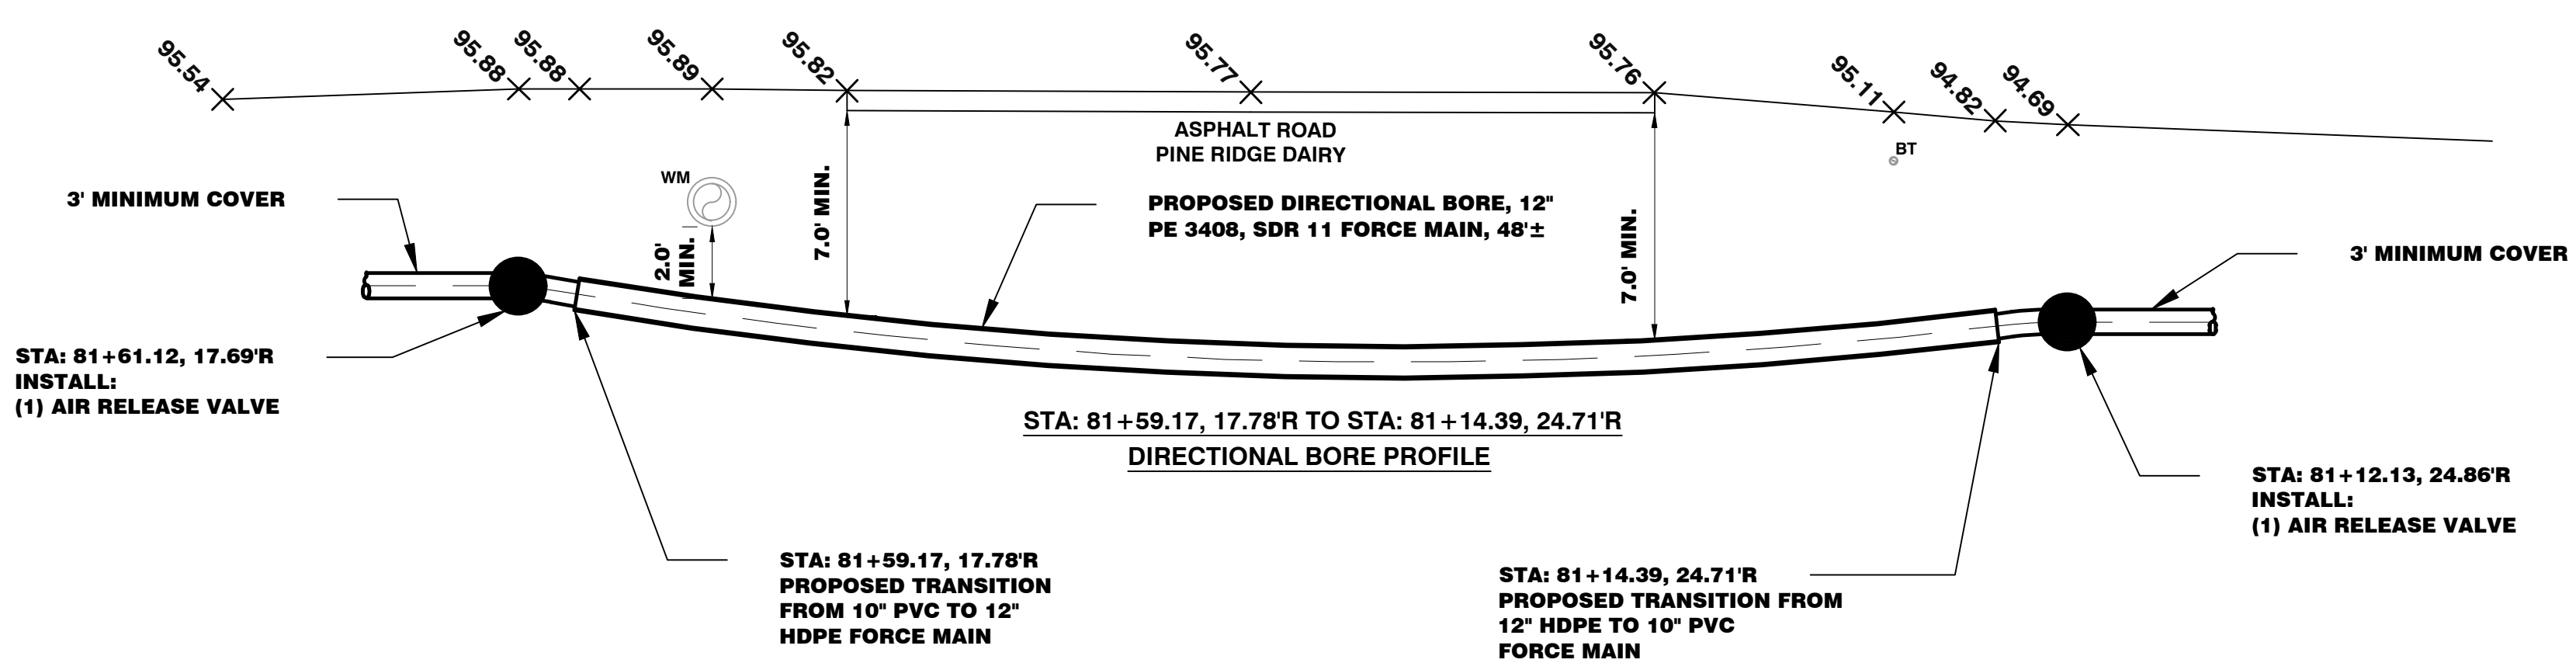 95.54
95.88
95.88
95.89
95.82
95.77
95.76
95.11
94.82
94.69
ASPHALT ROAD
PINE RIDGE DAIRY
BT
WM
3' MINIMUM COVER
2.0'
MIN.
7.0' MIN.
PROPOSED DIRECTIONAL BORE, 12"
PE 3408, SDR 11 FORCE MAIN, 48'±
7.0' MIN.
3' MINIMUM COVER
STA: 81+61.12, 17.69'R
INSTALL:
(1) AIR RELEASE VALVE
STA: 81+59.17, 17.78'R TO STA: 81+14.39, 24.71'R
DIRECTIONAL BORE PROFILE
STA: 81+12.13, 24.86'R
INSTALL:
(1) AIR RELEASE VALVE
STA: 81+59.17, 17.78'R
PROPOSED TRANSITION
FROM 10" PVC TO 12"
HDPE FORCE MAIN
STA: 81+14.39, 24.71'R
PROPOSED TRANSITION FROM
12" HDPE TO 10" PVC
FORCE MAIN